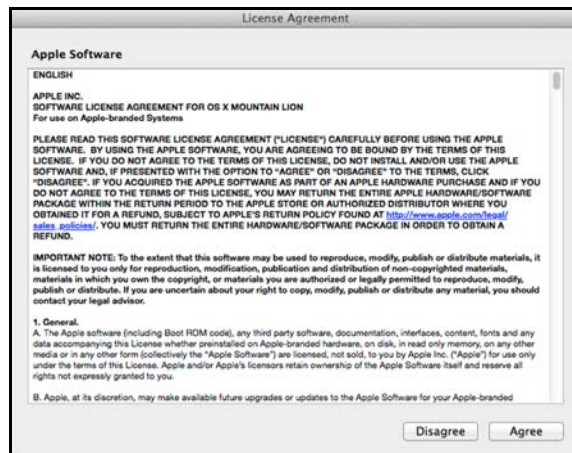 License Agreement
Apple Software
ENGLISH
APPLE INC.
SOFTWARE LICENSE AGREEMENT FOR OS X MOUNTAIN LION
For use on Apple-branded Systems
PLEASE READ THIS SOFTWARE LICENSE AGREEMENT ("LICENSE") CAREFULLY BEFORE USING THE APPLE
SOFTWARE. BY USING THE APPLE SOFTWARE, YOU ARE AGREEING TO BE BOUND BY THE TERMS OF THIS
LICENSE. IF YOU DO NOT AGREE TO THE TERMS OF THIS LICENSE, DO NOT INSTALL AND/OR USE THE APPLE
SOFTWARE AND, IF PRESENTED WITH THE OPTION TO "AGREE" OR "DISAGREE" TO THE TERMS, CLICK
"DISAGREE". IF YOU ACQUIRED THE APPLE SOFTWARE AS PART OF AN APPLE HARDWARE PURCHASE AND IF YOU
DO NOT AGREE TO THE TERMS OF THIS LICENSE, YOU MAY RETURN THE ENTIRE APPLE HARDWARE/SOFTWARE
PACKAGE WITHIN THE RETURN PERIOD TO THE APPLE STORE OR AUTHORIZED DISTRIBUTOR WHERE YOU
OBTAINED IT FOR A REFUND, SUBJECT TO APPLE'S RETURN POLICY FOUND AT http://www.apple.com/legal/
sales_policies/. YOU MUST RETURN THE ENTIRE HARDWARE/SOFTWARE PACKAGE IN ORDER TO OBTAIN A
REFUND.
IMPORTANT NOTE: To the extent that this software may be used to reproduce, modify, publish or distribute materials, it
is licensed to you only for reproduction, modification, publication and distribution of non-copyrighted materials,
materials in which you own the copyright, or materials you are authorized or legally permitted to reproduce, modify,
publish or distribute. If you are uncertain about your right to copy, modify, publish or distribute any material, you should
contact your legal advisor.
1. General.
A. The Apple software (including Boot ROM code), any third party software, documentation, interfaces, content, fonts and any
data accompanying this License whether preinstalled on Apple-branded hardware, on disk, in read only memory, on any other
media or in any other form (collectively the "Apple Software") are licensed, not sold, to you by Apple Inc. ("Apple") for use only
under the terms of this License. Apple and/or Apple's licensors retain ownership of the Apple Software itself and reserve all
rights not expressly granted to you.
B. Apple, at its discretion, may make available future upgrades or updates to the Apple Software for your Apple-branded
Disagree Agree